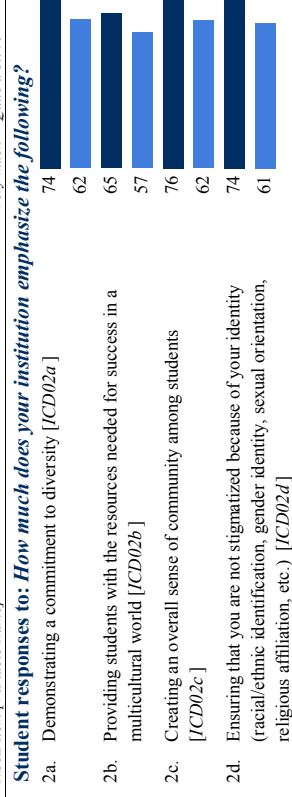 Student responses to: How much does your institution emphasize the following?
2a. Demonstrating a commitment to diversity [ICD02a]
74
62
2b. Providing students with the resources needed for success in a
multicultural world [ICD02b]
65
57
2c. Creating an overall sense of community among students
[ICD02c]
76
62
2d. Ensuring that you are not stigmatized because of your identity
(racial/ethnic identification, gender identity, sexual orientation,
religious affiliation, etc.) [ICD02d]
74
61